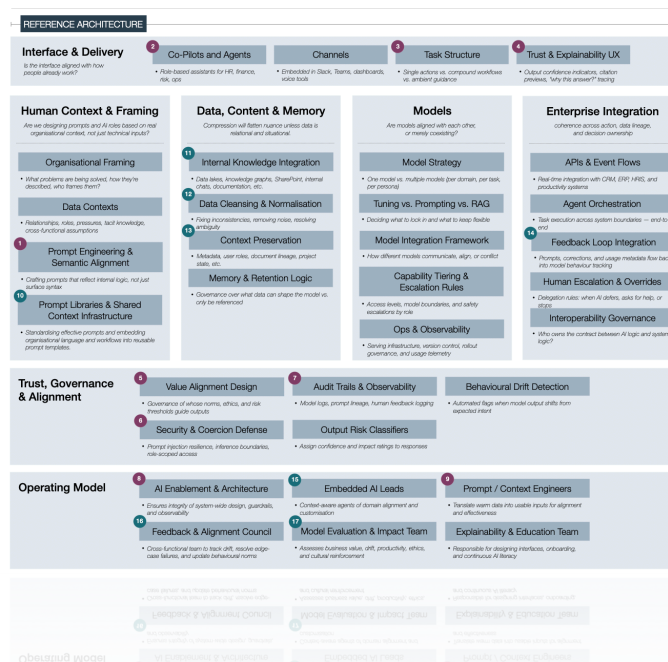 REFERENCE ARCHITECTURE
Interface & Delivery
Is the interface aligned with how
people already work?
2
Co-Pilots and Agents
• Role-based assistants for HR, finance,
risk, ops
Channels
• Embedded in Slack, Teams, dashboards,
voice tools
3
Task Structure
• Single actions vs. compound workflows
vs. ambient guidance
4
Trust & Explainability UX
• Output confidence indicators, citation
previews, "why this answer?" tracing
Human Context & Framing
Are we designing prompts and AI roles based on real
organisational context, not just technical inputs?
Organisational Framing
• What problems are being solved, how they're
described, who frames them?
Data Contexts
• Relationships, roles, pressures, tacit knowledge,
cross-functional assumptions
1
Prompt Engineering &
Semantic Alignment
• Crafting prompts that reflect internal logic, not just
surface syntax
10
Prompt Libraries & Shared
Context Infrastructure
• Standardising effective prompts and embedding
organisational language and workflows into reusable
prompt templates.
Data, Content & Memory
Compression will flatten nuance unless data is
relational and situational.
11
Internal Knowledge Integration
• Data lakes, knowledge graphs, SharePoint, internal
chats, documentation, etc.
12
Data Cleansing & Normalisation
• Fixing inconsistencies, removing noise, resolving
ambiguity
13
Context Preservation
• Metadata, user roles, document lineage, project
state, etc.
Memory & Retention Logic
• Governance over what data can shape the model vs.
only be referenced
Models
Are models aligned with each other,
or merely coexisting?
Model Strategy
• One model vs. multiple models (per domain, per task,
per persona)
Tuning vs. Prompting vs. RAG
• Deciding what to lock in and what to keep flexible
Model Integration Framework
• How different models communicate, align, or conflict
Capability Tiering &
Escalation Rules
• Access levels, model boundaries, and safety
escalations by role
Ops & Observability
• Serving infrastructure, version control, rollout
governance, and usage telemetry
Enterprise Integration
coherence across action, data lineage,
and decision ownership
APIs & Event Flows
• Real-time integration with CRM, ERP, HRIS, and
productivity systems
Agent Orchestration
• Task execution across system boundaries — end-to-
end
14
Feedback Loop Integration
• Prompts, corrections, and usage metadata flow bac
into model behaviour tracking.
Human Escalation & Overrides
• Delegation rules: when AI defers, asks for help, or
stops
Interoperability Governance
• Who owns the contract between AI logic and system
logic?
Trust, Governance
& Alignment
5
Value Alignment Design
• Governance of whose norms, ethics, and risk
thresholds guide outputs
7
Audit Trails & Observability
• Model logs, prompt lineage, human feedback logging
Behavioural Drift Detection
• Automated flags when model output shifts from
expected intent
6
Security & Coercion Defense
• Prompt injection resilience, inference boundaries,
role-scoped access
Output Risk Classifiers
• Assign confidence and impact ratings to responses
Operating Model
8
AI Enablement & Architecture
• Ensures integrity of system-wide design, guardrails,
and observability
15
Embedded AI Leads
• Context-aware agents of domain alignment and
customisation
9
Prompt / Context Engineers
• Translate warm data into usable inputs for alignment
and effectiveness
16
Feedback & Alignment Council
• Cross-functional team to track drift, resolve edge-
case failures, and update behavioural norms
17
Model Evaluation & Impact Team
• Assesses business value, drift, productivity, ethics,
and cultural reinforcement
Explainability & Education Team
• Responsible for designing interfaces, onboarding,
and continuous AI literacy